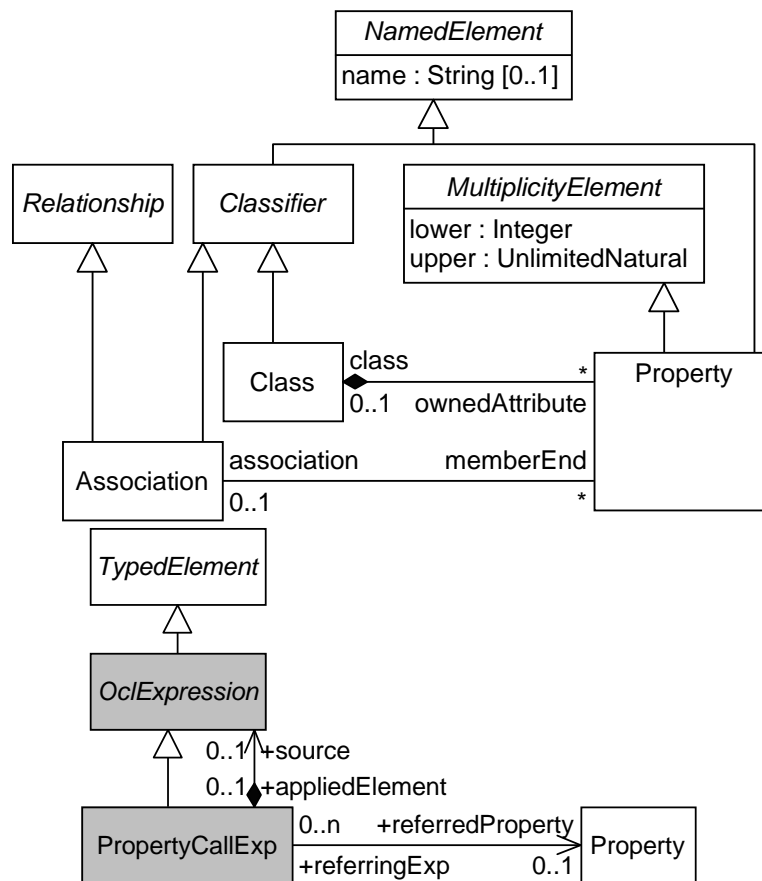 NamedElement
name : String [0..1]
Relationship
Classifier
MultiplicityElement
lower : Integer
upper : UnlimitedNatural
Class
class
0..1
*
ownedAttribute
Property
Association
association
0..1
memberEnd
*
TypedElement
OclExpression
0..1 +source
0..1 +appliedElement
PropertyCallExp
0..n +referredProperty
+referringExp 0..1
Property